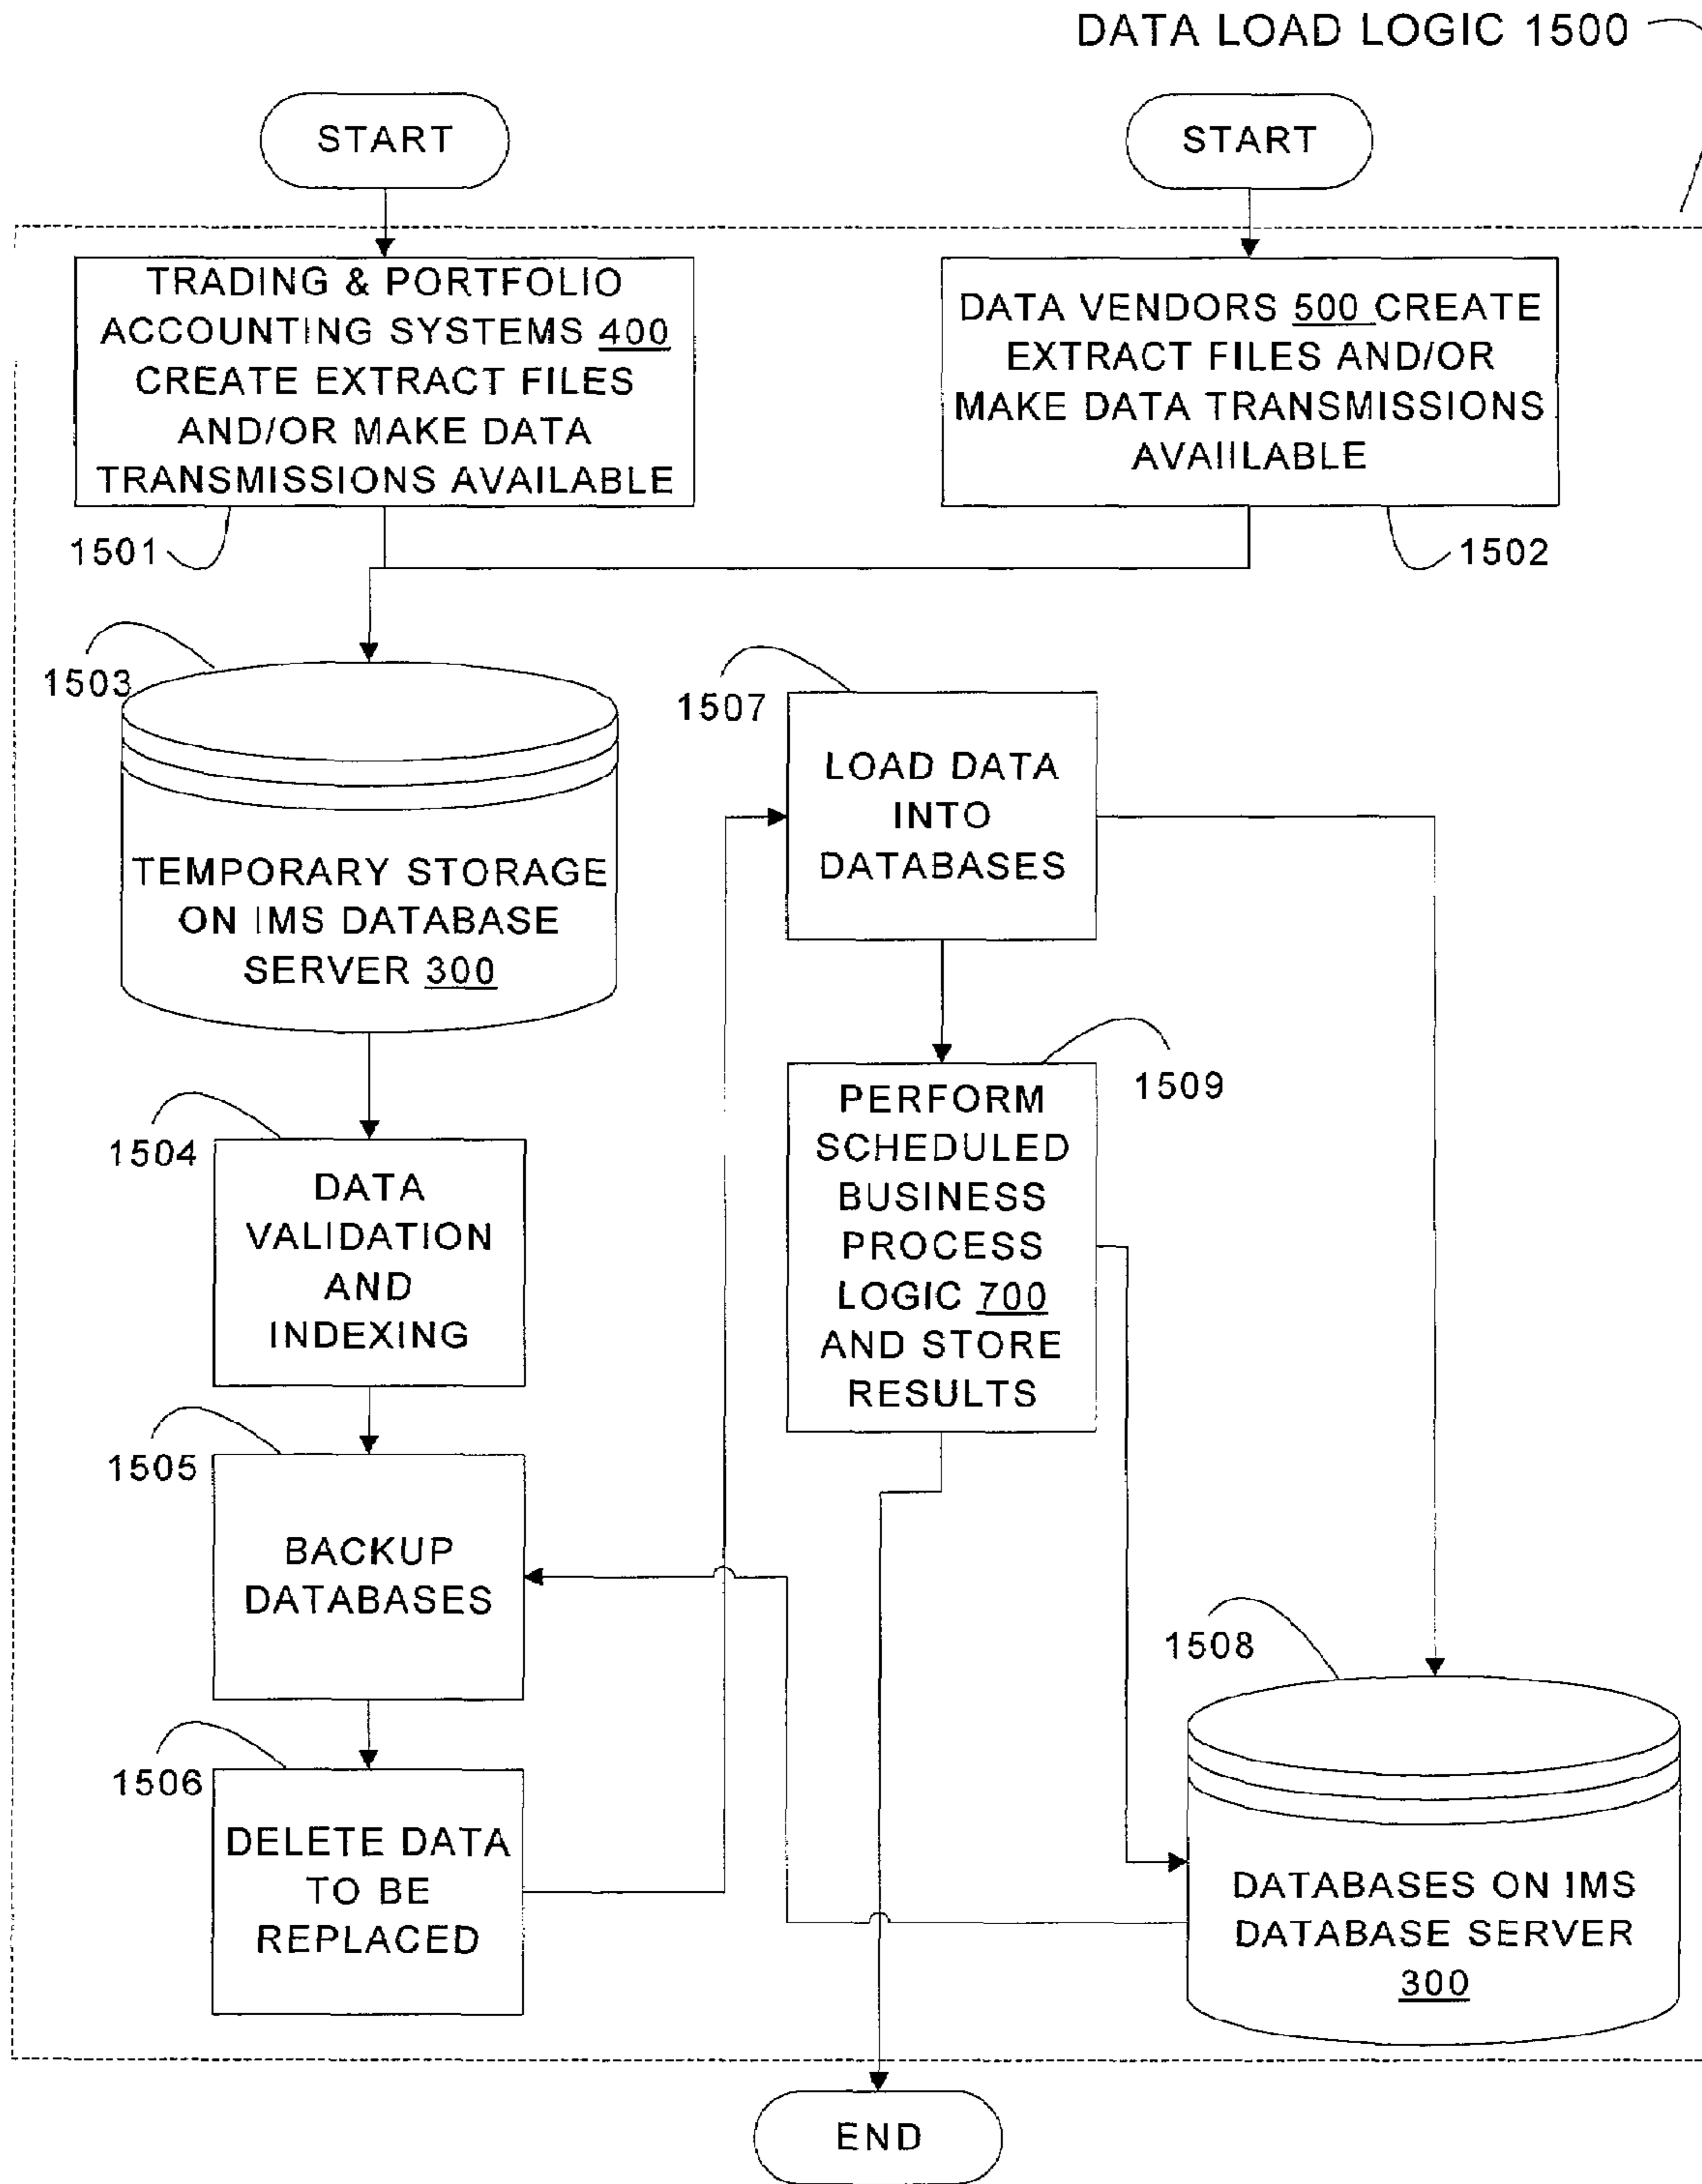 DATA LOAD LOGIC 1500
START
START
TRADING & PORTFOLIO
ACCOUNTING SYSTEMS 400
CREATE EXTRACT FILES
AND/OR MAKE DATA
TRANSMISSIONS AVAILABLE
DATA VENDORS 500 CREATE
EXTRACT FILES AND/OR
MAKE DATA TRANSMISSIONS
AVAIILABLE
1501
1502
1503
TEMPORARY STORAGE
ON IMS DATABASE
SERVER 300
1507
LOAD DATA
INTO
DATABASES
1504
DATA
VALIDATION
AND
INDEXING
1509
PERFORM
SCHEDULED
BUSINESS
PROCESS
LOGIC 700
AND STORE
RESULTS
1505
BACKUP
DATABASES
1506
DELETE DATA
TO BE
REPLACED
1508
DATABASES ON IMS
DATABASE SERVER
300
END